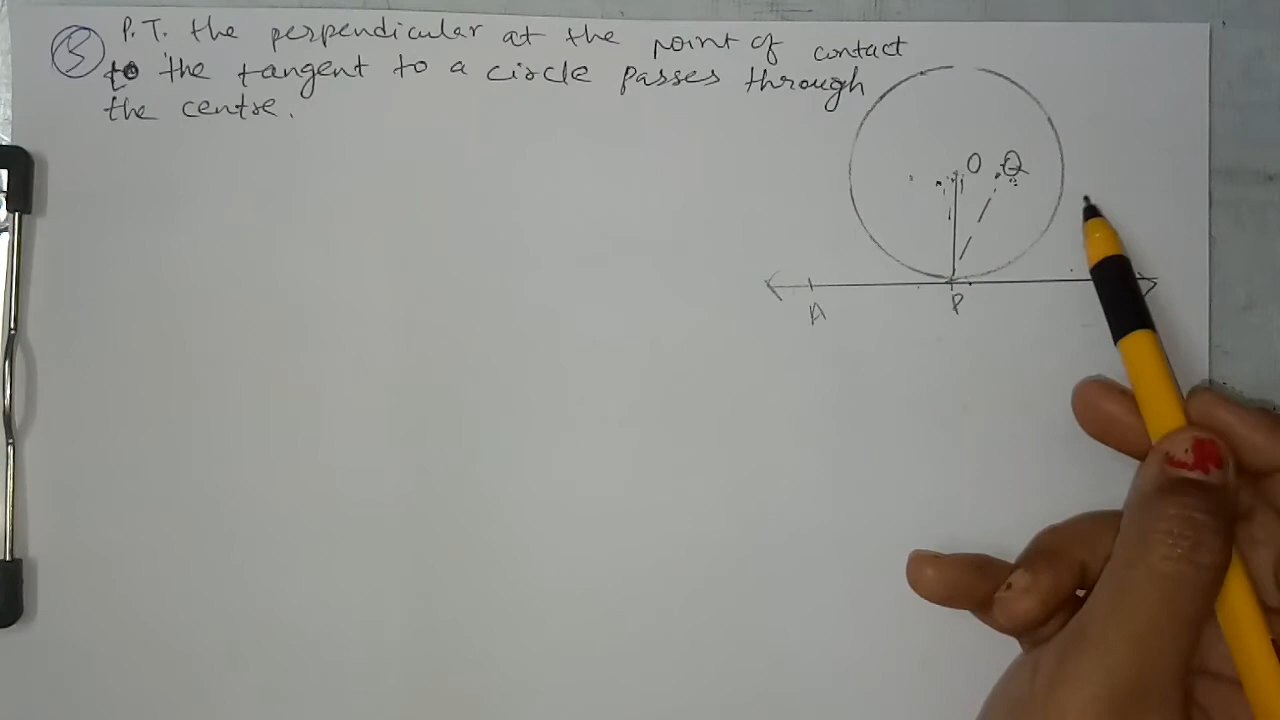 5 P.T. the perpendicular at the point of contact
to the tangent to a circle passes through
the centre.
O Q
A P